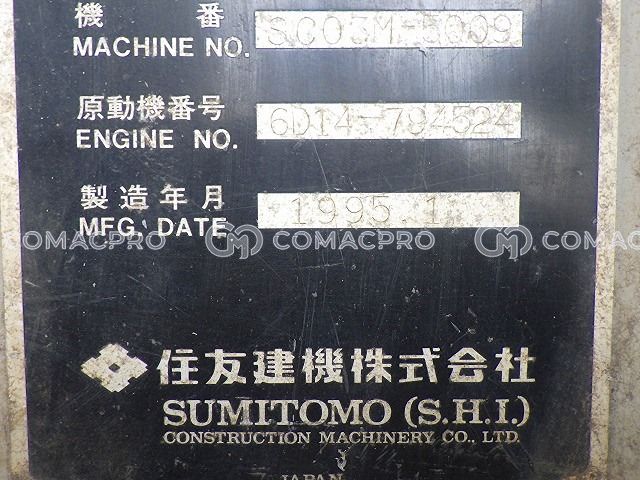 機 番
MACHINE NO. SC03M-5009
原動機番号
ENGINE NO. 6D14-794524
製造年月
MFG. DATE 1995.1
COMACPRO COMACPRO COMACPRO
住友建機株式会社
SUMITOMO (S.H.I.)
CONSTRUCTION MACHINERY CO., LTD.
JAPAN